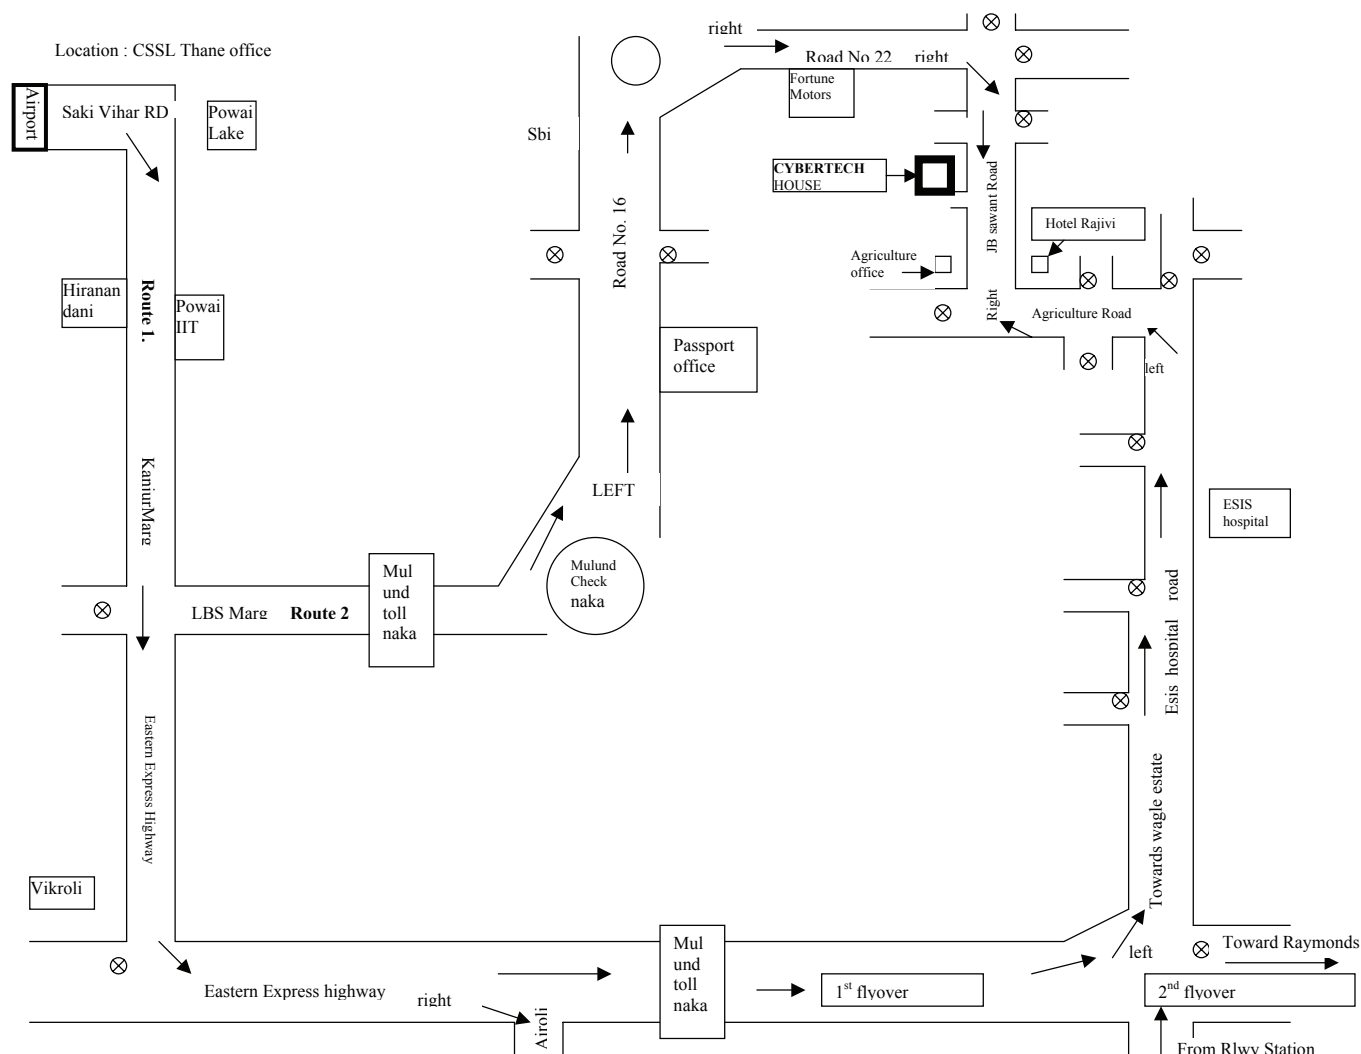 Location : CSSL Thane office
right
Road No 22
right
Airport
Saki Vihar RD
Powai
Lake
Fortune
Motors
Sbi
CYBERTECH
HOUSE
JB sawant Road
Road No. 16
Hotel Rajivi
Agriculture
office
Hiranan
dani
Route 1.
Powai
IIT
Right
Agriculture Road
Passport
office
left
KanjurMarg
LEFT
ESIS
hospital
Mul
und
toll
naka
Mulund
Check
naka
LBS Marg
Route 2
Esis hospital road
Eastern Express Highway
Towards wagle estate
Vikroli
Mul
und
toll
naka
left
Toward Raymonds
Eastern Express highway
right
1st flyover
2nd flyover
Airoli
From Rlwy Station